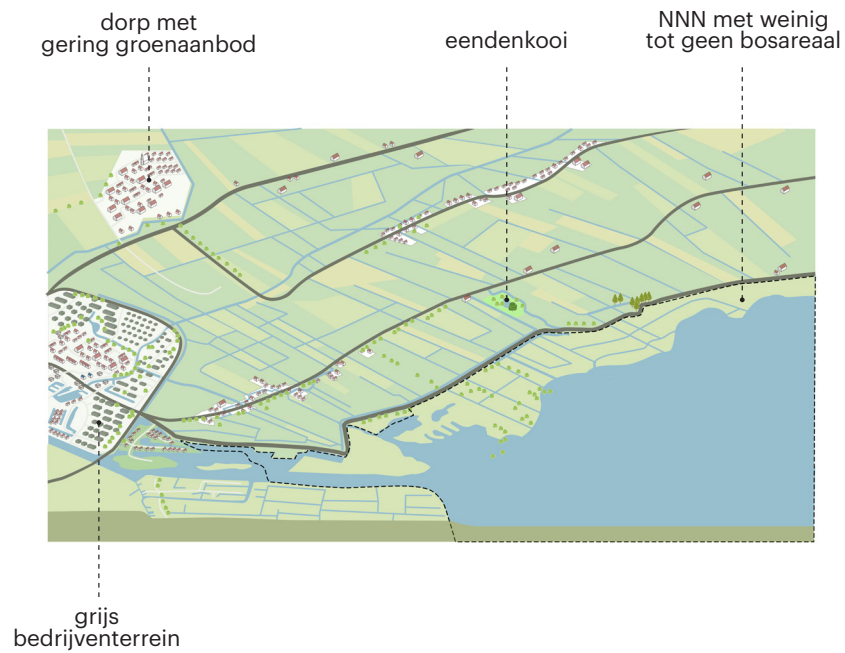 dorp met
gering groenaanbod
eendenkooi
NNN met weinig
tot geen bosareaal
grijs
bedrijventerrein